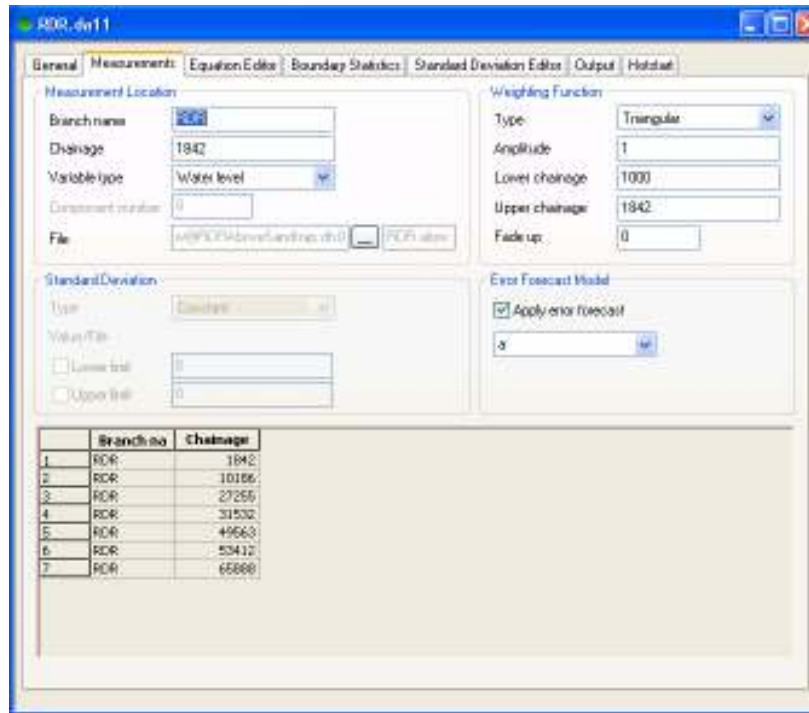 RDR.da11
General Measurements Equation Editor Boundary Statistics Standard Deviation Editor Output Hotstart
Measurement Location
Branch name RDR
Chainage 1842
Variable type Water level
Component number 0
File
Weighting Function
Type Triangular
Amplitude 1
Lower chainage 1000
Upper chainage 1842
Fade up 0
Standard Deviation
Type Constant
Value/File
Lower limit 0
Upper limit 0
Error Forecast Model
Apply error forecast
a
Branch na Chainage
1 RDR 1842
2 RDR 10186
3 RDR 27255
4 RDR 31532
5 RDR 49563
6 RDR 53412
7 RDR 65888